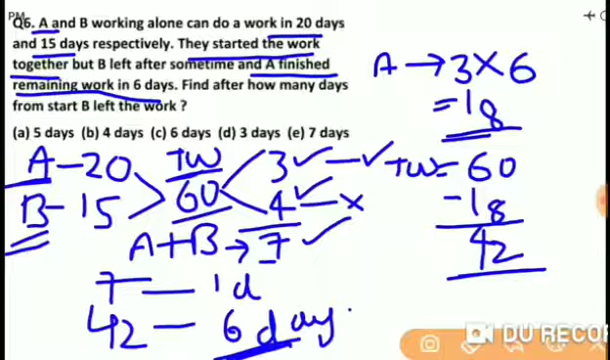 PM
Q6. A and B working alone can do a work in 20 days
and 15 days respectively. They started the work
together but B left after sometime and A finished
remaining work in 6 days. Find after how many days
from start B left the work ?
(a) 5 days (b) 4 days (c) 6 days (d) 3 days (e) 7 days
A → 3×6
= 18
A - 20 TW 3 ✓ - ✓ TW = 60
B - 15 60 4 ✓ - × - 18
A+B → 7 ✓ 42
7 — 1d
42 — 6 day.
DU RECO